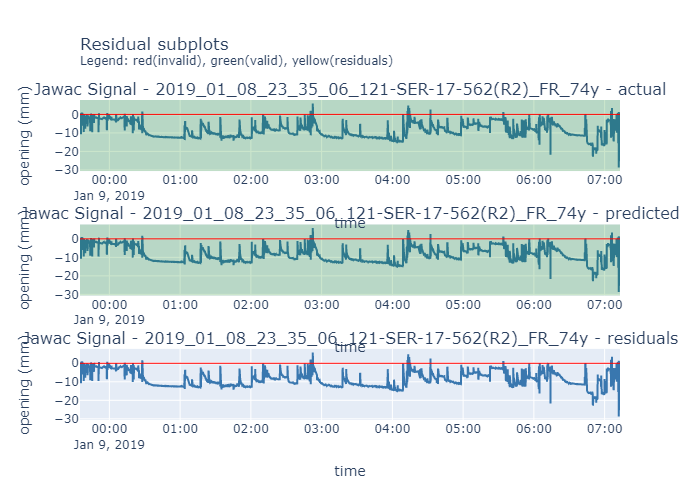 Residual subplots
Legend: red(invalid), green(valid), yellow(residuals)
Jawac Signal - 2019_01_08_23_35_06_121-SER-17-562(R2)_FR_74y - actual
opening (mm)
0
−10
−20
−30
00:00 01:00 02:00 03:00 04:00 05:00 06:00 07:00
Jan 9, 2019
time
Jawac Signal - 2019_01_08_23_35_06_121-SER-17-562(R2)_FR_74y - predicted
opening (mm)
0
−10
−20
−30
00:00 01:00 02:00 03:00 04:00 05:00 06:00 07:00
Jan 9, 2019
time
Jawac Signal - 2019_01_08_23_35_06_121-SER-17-562(R2)_FR_74y - residuals
opening (mm)
0
−10
−20
−30
00:00 01:00 02:00 03:00 04:00 05:00 06:00 07:00
Jan 9, 2019
time